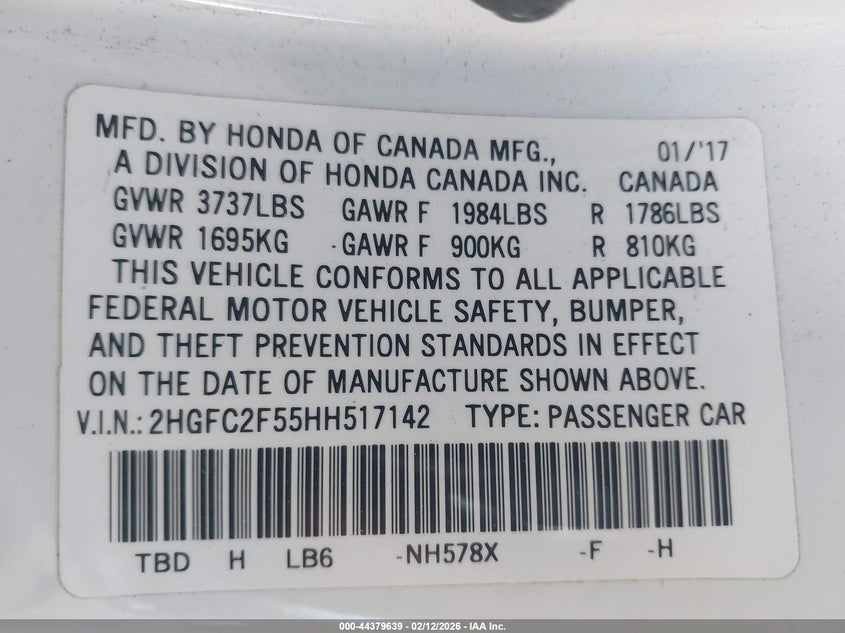 MFD. BY HONDA OF CANADA MFG., 01/'17
A DIVISION OF HONDA CANADA INC. CANADA
GVWR 3737LBS GAWR F 1984LBS R 1786LBS
GVWR 1695KG -GAWR F 900KG R 810KG
THIS VEHICLE CONFORMS TO ALL APPLICABLE
FEDERAL MOTOR VEHICLE SAFETY, BUMPER,
AND THEFT PREVENTION STANDARDS IN EFFECT
ON THE DATE OF MANUFACTURE SHOWN ABOVE.
V.I.N.: 2HGFC2F55HH517142 TYPE: PASSENGER CAR
TBD H LB6 -NH578X -F -H
000-44379639 - 02/12/2026 - IAA Inc.